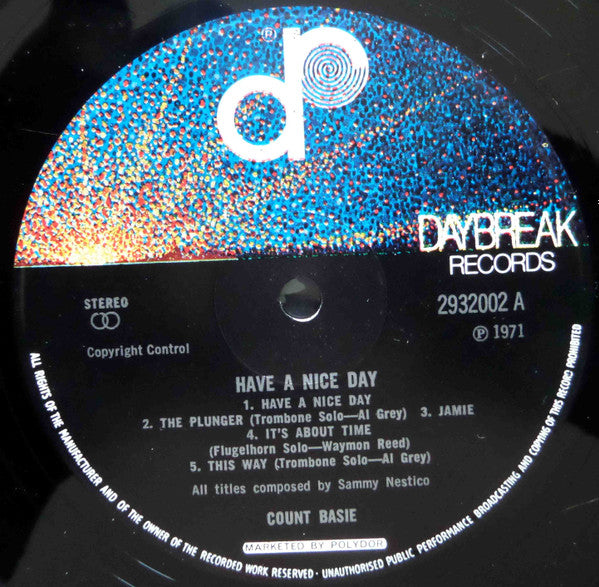 ℗
dp
DAYBREAK
RECORDS
STEREO
2932002 A
Copyright Control
℗ 1971
HAVE A NICE DAY
1. HAVE A NICE DAY
2. THE PLUNGER (Trombone Solo—Al Grey) 3. JAMIE
4. IT'S ABOUT TIME
(Flugelhorn Solo—Waymon Reed)
5. THIS WAY (Trombone Solo—Al Grey)
All titles composed by Sammy Nestico
COUNT BASIE
MARKETED BY POLYDOR
ALL RIGHTS OF THE MANUFACTURER AND OF THE OWNER OF THE RECORDED WORK RESERVED · UNAUTHORISED PUBLIC PERFORMANCE BROADCASTING AND COPYING OF THIS RECORD PROHIBITED